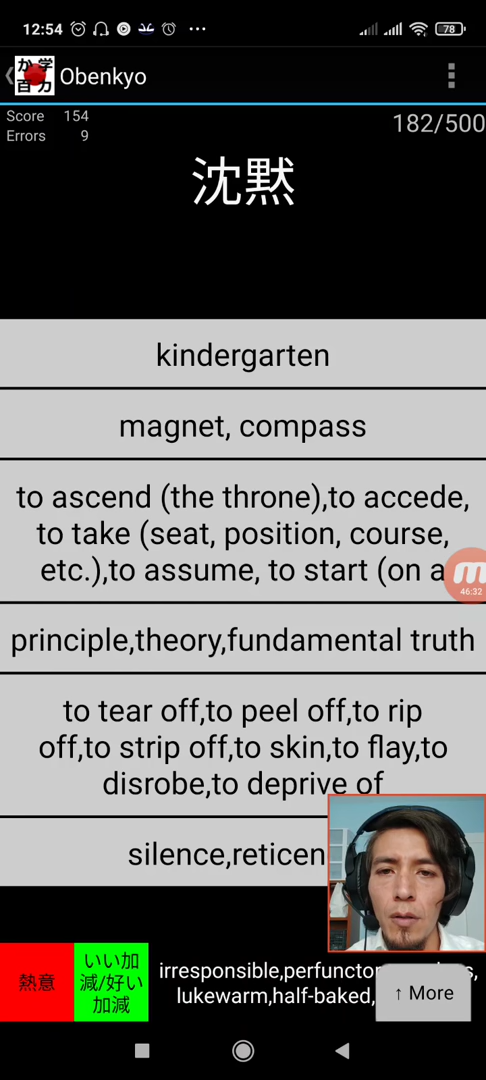 12:54
78
か学
百力
Obenkyo
Score 154
Errors 9
182/500
沈黙
kindergarten
magnet, compass
to ascend (the throne),to accede,
to take (seat, position, course,
etc.),to assume, to start (on a
46:32
principle,theory,fundamental truth
to tear off,to peel off,to rip
off,to strip off,to skin,to flay,to
disrobe,to deprive of
silence,reticen
熱意
いい加
減/好い
加減
irresponsible,perfunctor
lukewarm,half-baked,
↑ More